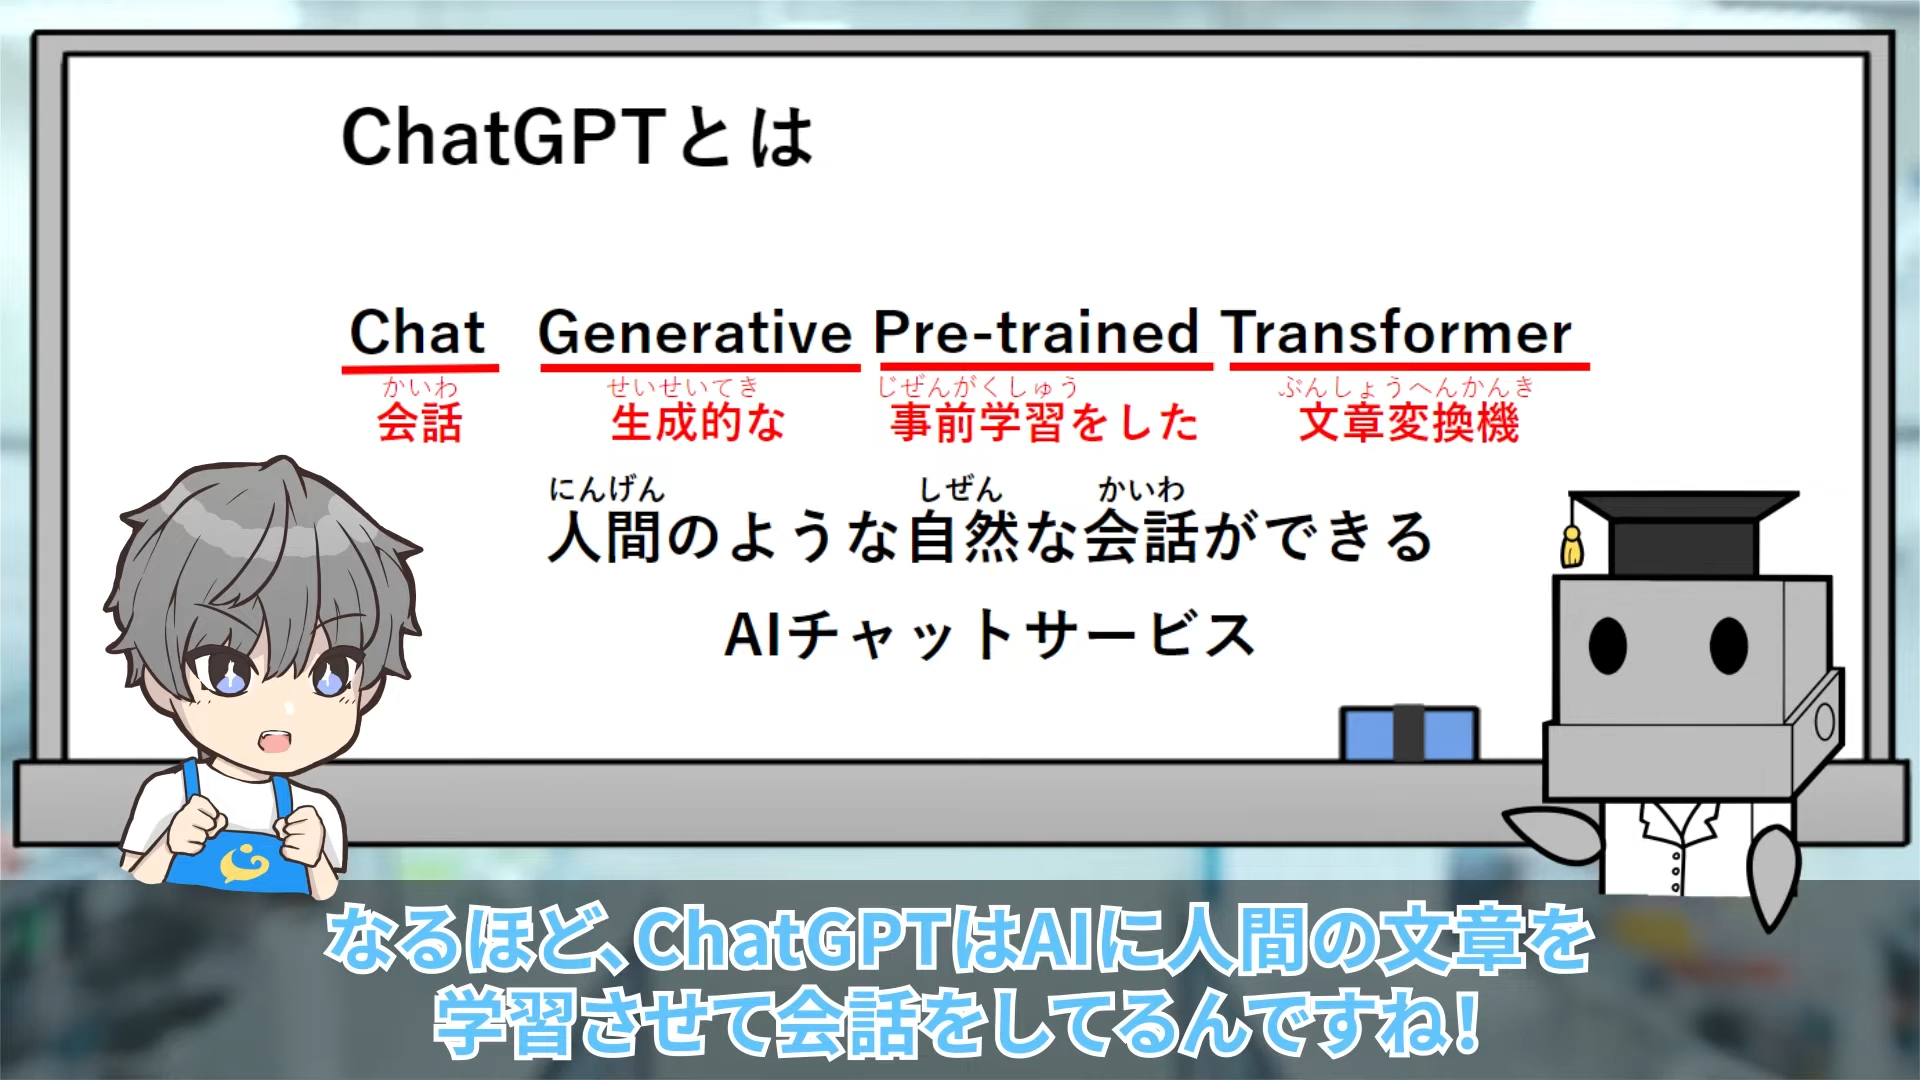 ChatGPTとは
Chat Generative Pre-trained Transformer
かいわ せいせいてき じぜんがくしゅう ぶんしょうへんかんき
会話 生成的な 事前学習をした 文章変換機
にんげん しぜん かいわ
人間のような自然な会話ができる
AIチャットサービス
なるほど、ChatGPTはAIに人間の文章を
学習させて会話をしてるんですね!